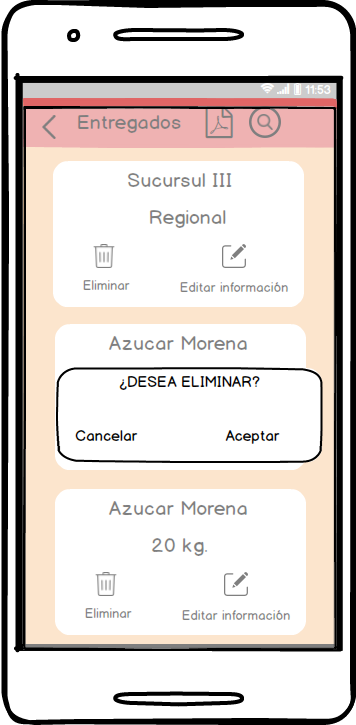 11:53
Entregados
Sucursul III
Regional
Eliminar Editar información
Azucar Morena
¿DESEA ELIMINAR?
Cancelar Aceptar
Azucar Morena
20 kg.
Eliminar Editar información